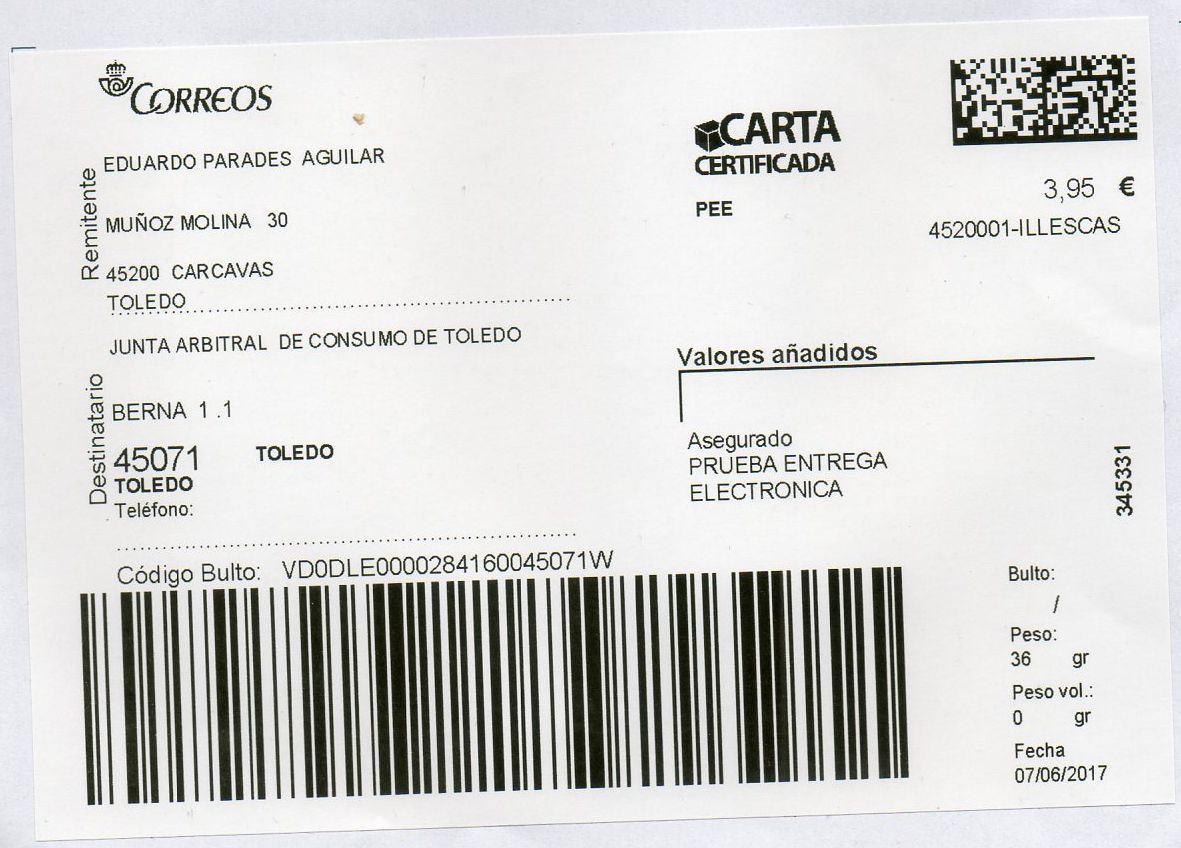 CORREOS
Remitente
EDUARDO PARADES AGUILAR
MUÑOZ MOLINA 30
45200 CARCAVAS
TOLEDO
Destinatario
JUNTA ARBITRAL DE CONSUMO DE TOLEDO
BERNA 1 .1
45071 TOLEDO
TOLEDO
Teléfono:
Código Bulto: VD0DLE0000284160045071W
CARTA
CERTIFICADA
PEE
3,95 €
4520001-ILLESCAS
Valores añadidos
Asegurado
PRUEBA ENTREGA
ELECTRONICA
345331
Bulto:
/
Peso:
36 gr
Peso vol.:
0 gr
Fecha
07/06/2017